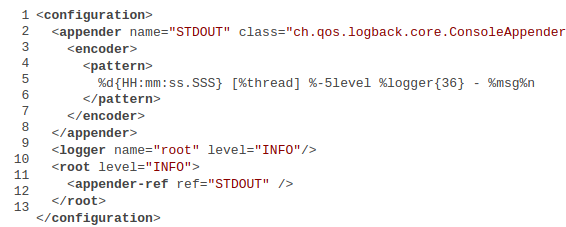 1 <configuration>
2   <appender name="STDOUT" class="ch.qos.logback.core.ConsoleAppender
3     <encoder>
4       <pattern>
5         %d{HH:mm:ss.SSS} [%thread] %-5level %logger{36} - %msg%n
6       </pattern>
7     </encoder>
8   </appender>
9   <logger name="root" level="INFO"/>
10   <root level="INFO">
11     <appender-ref ref="STDOUT" />
12   </root>
13 </configuration>